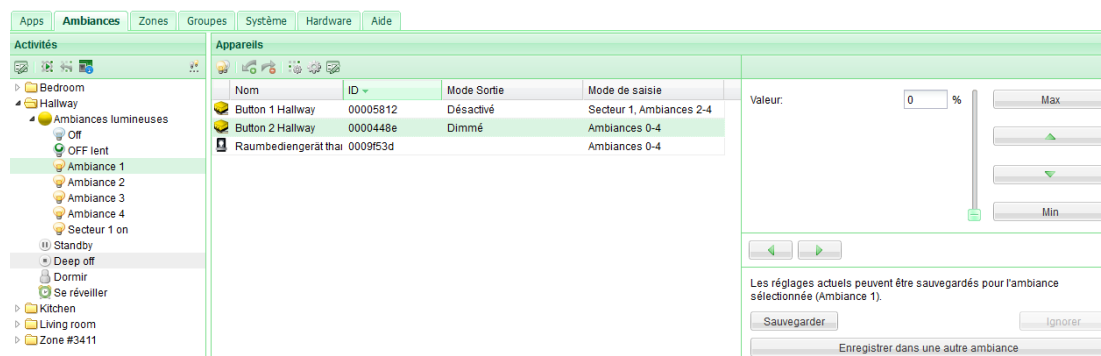 Apps Ambiances Zones Groupes Système Hardware Aide
Activités
Bedroom
Hallway
Ambiances lumineuses
Off
OFF lent
Ambiance 1
Ambiance 2
Ambiance 3
Ambiance 4
Secteur 1 on
Standby
Deep off
Dormir
Se réveiller
Kitchen
Living room
Zone #3411
Appareils
Nom ID Mode Sortie Mode de saisie
Button 1 Hallway 00005812 Désactivé Secteur 1, Ambiances 2-4
Button 2 Hallway 0000448e Dimmé Ambiances 0-4
Raumbediengerät thar 0009f53d Ambiances 0-4
Valeur: 0 % Max
Min
Les réglages actuels peuvent être sauvegardés pour l'ambiance
sélectionnée (Ambiance 1).
Sauvegarder Ignorer
Enregistrer dans une autre ambiance